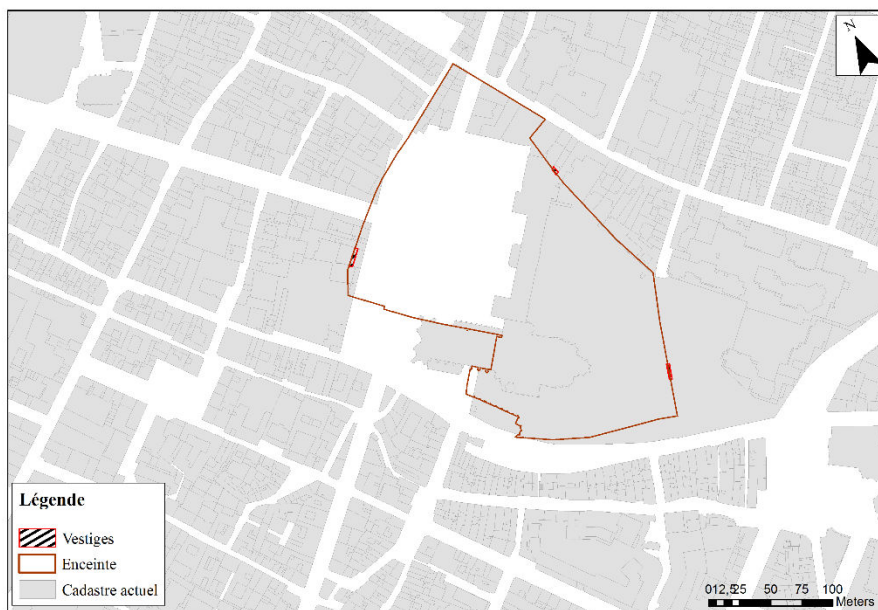 N
Légende
Vestiges
Enceinte
Cadastre actuel
012,525 50 75 100
Meters